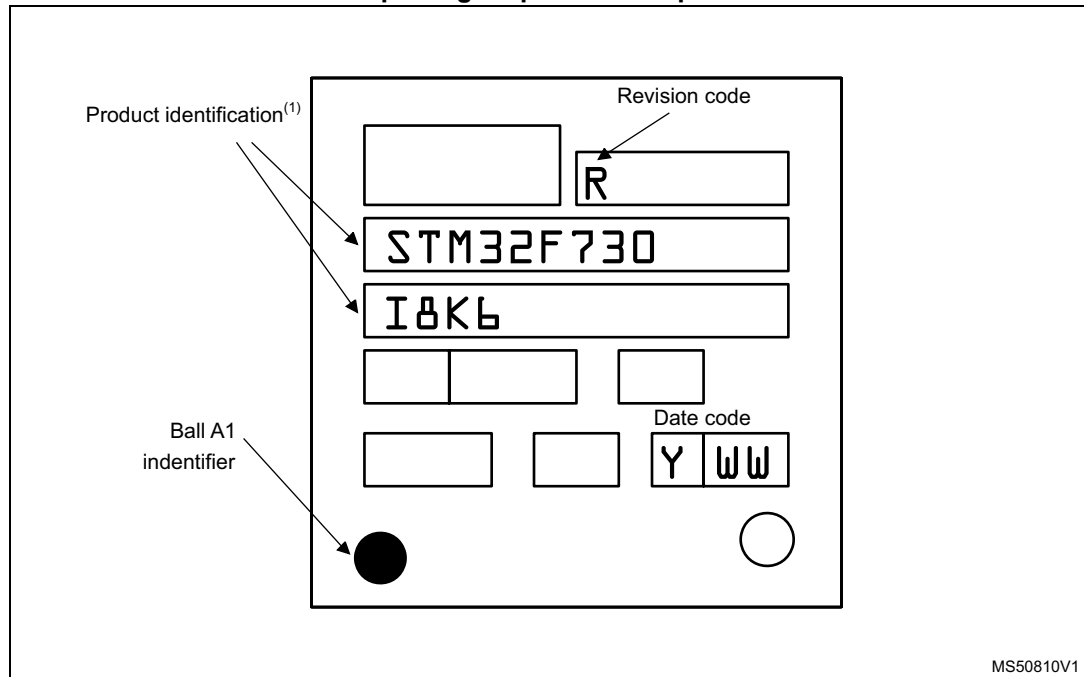 Product identification(1)
Revision code
R
STM32F730
I8K6
Date code
Ball A1
indentifier
Y WW
MS50810V1